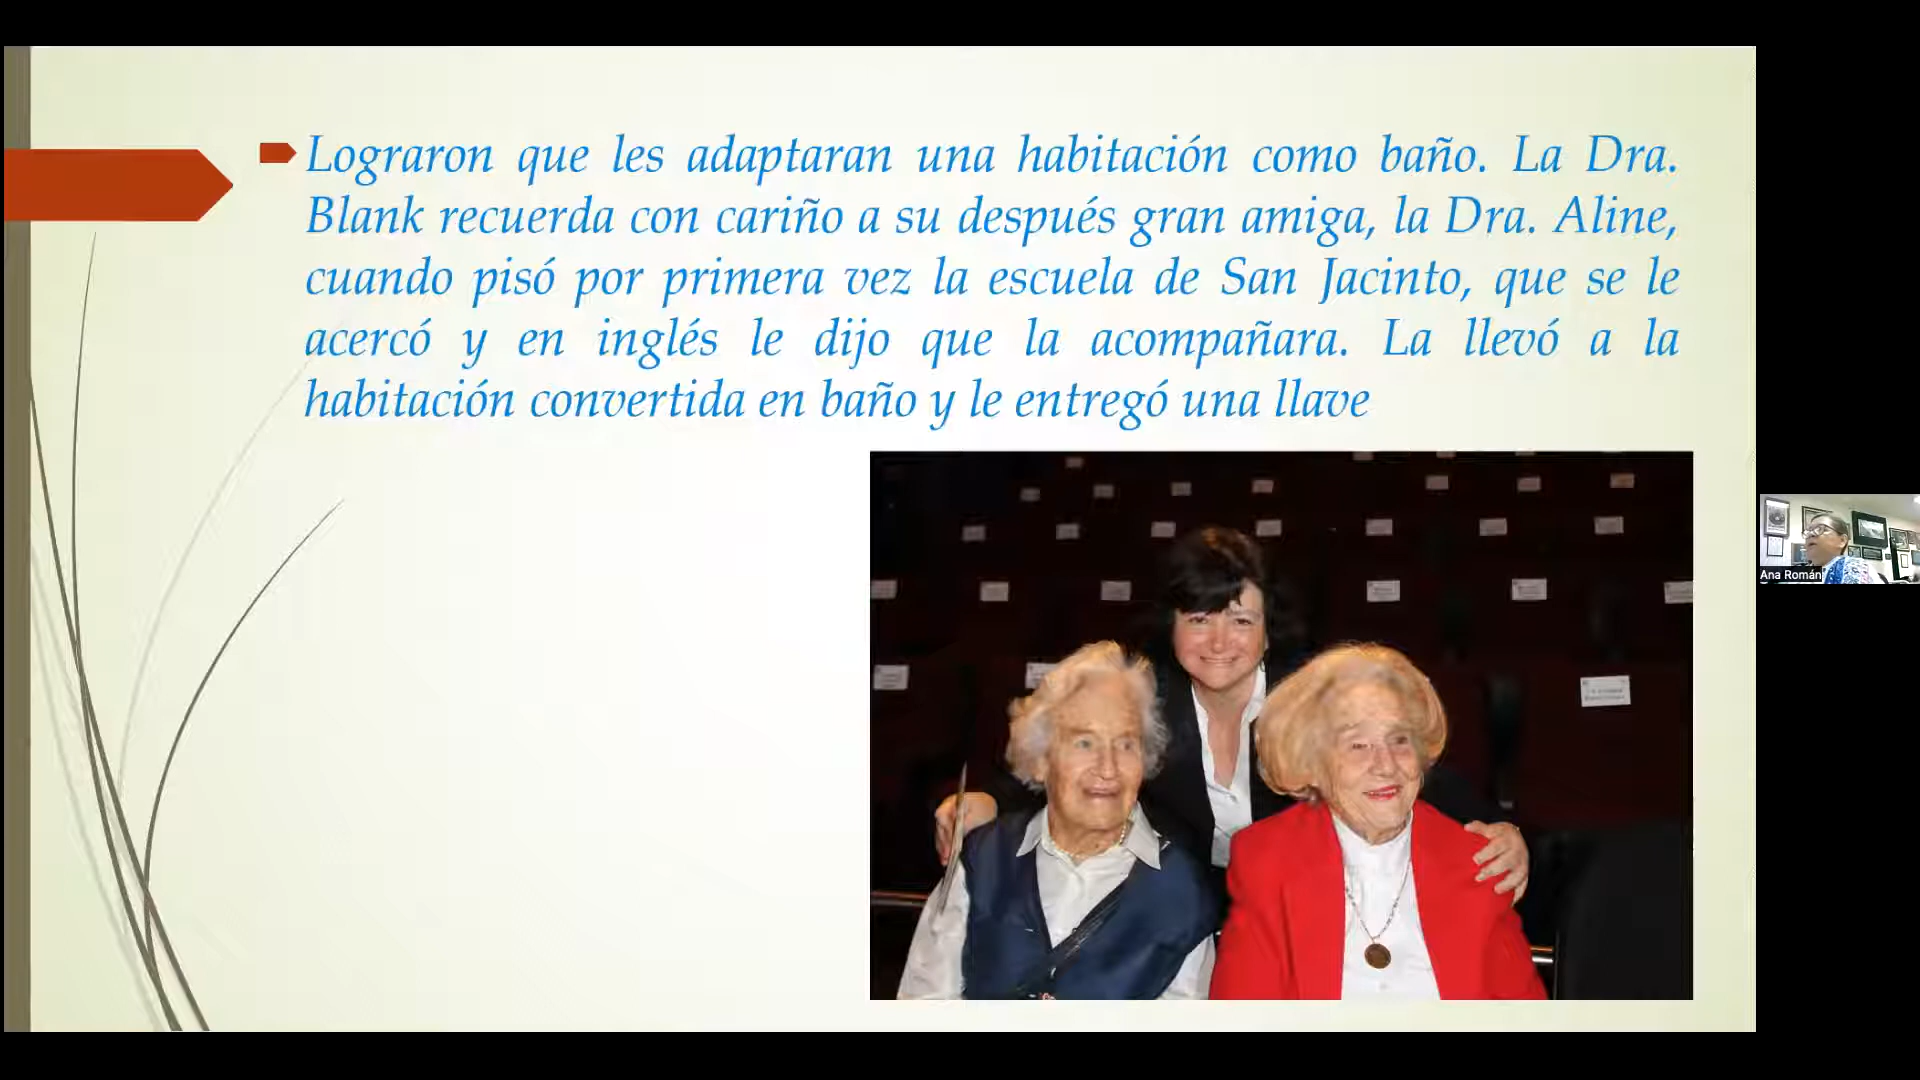 Lograron que les adaptaran una habitación como baño. La Dra.
Blank recuerda con cariño a su después gran amiga, la Dra. Aline,
cuando pisó por primera vez la escuela de San Jacinto, que se le
acercó y en inglés le dijo que la acompañara. La llevó a la
habitación convertida en baño y le entregó una llave
Ana Román